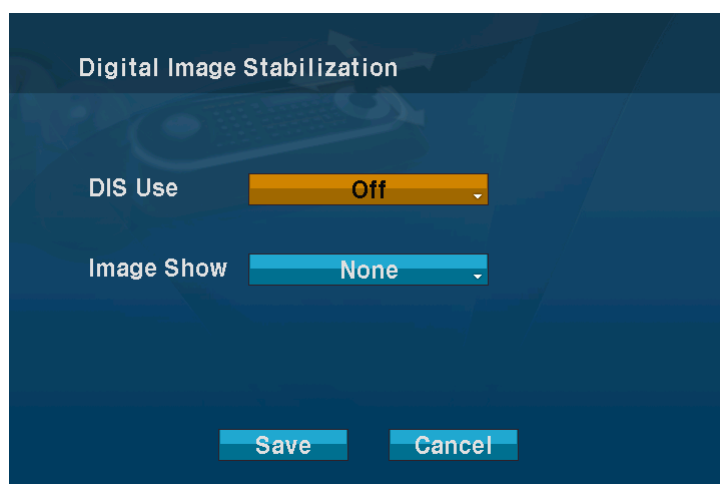 Digital Image Stabilization
DIS Use Off
Image Show None
Save Cancel